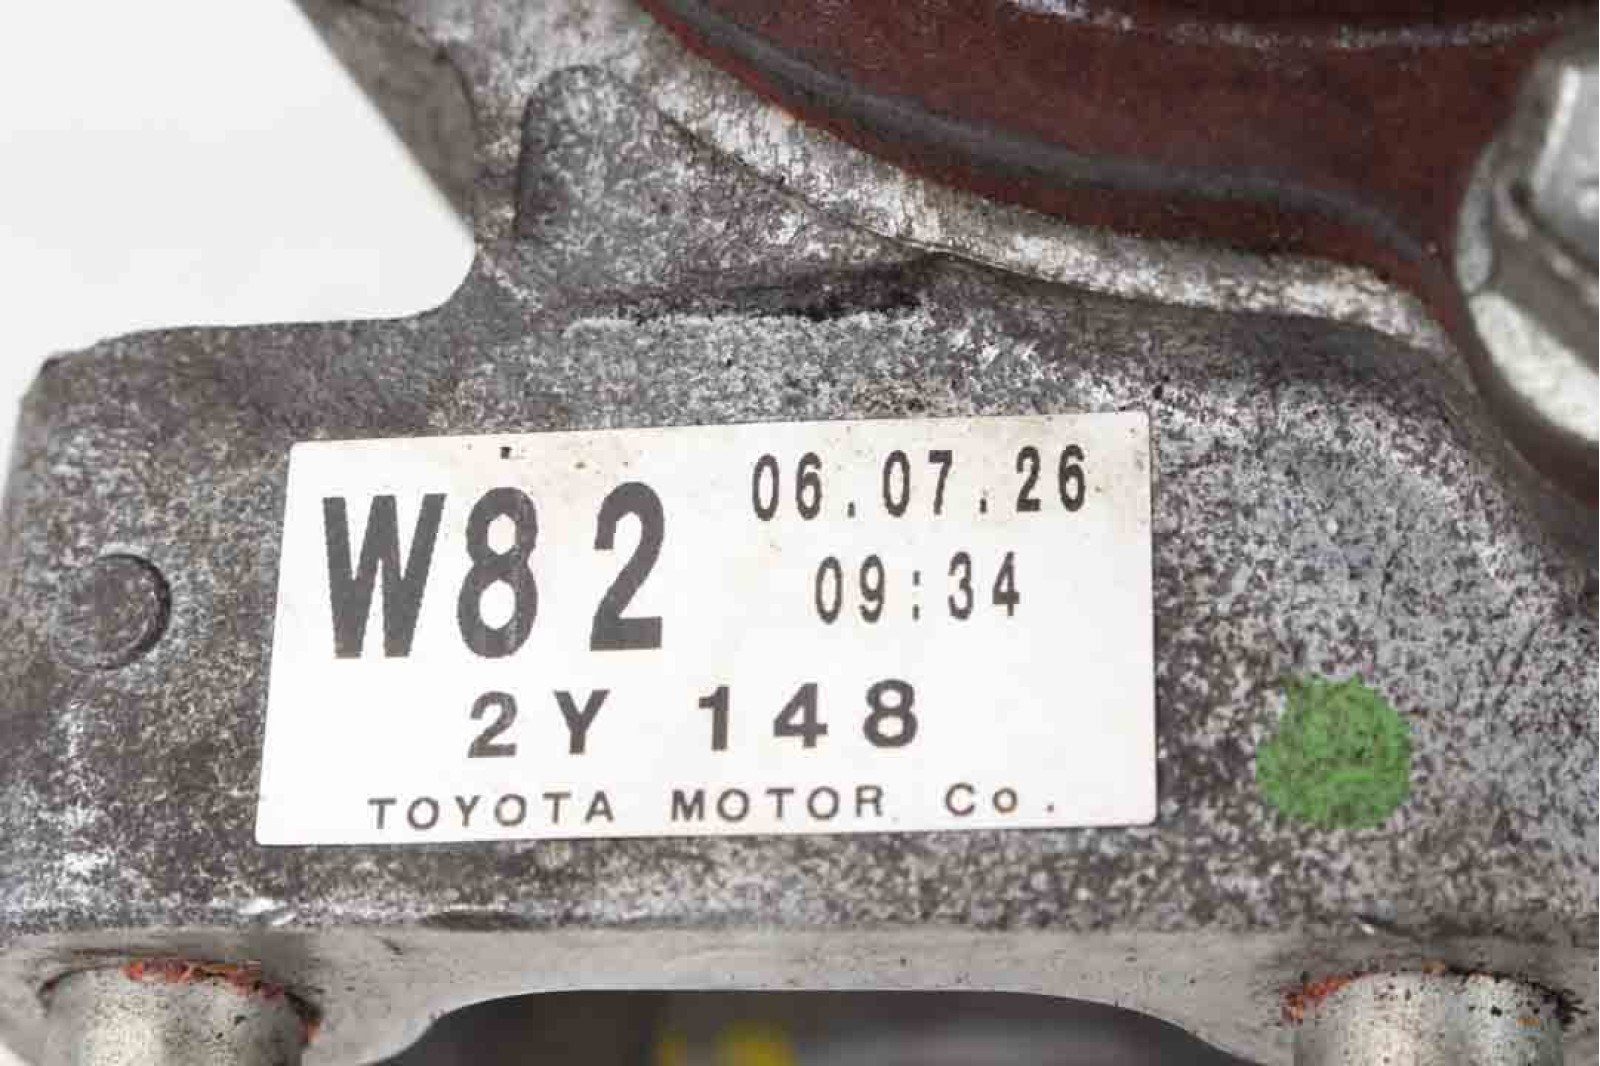 W82 06.07.26
09:34
2Y 148
TOYOTA MOTOR Co.